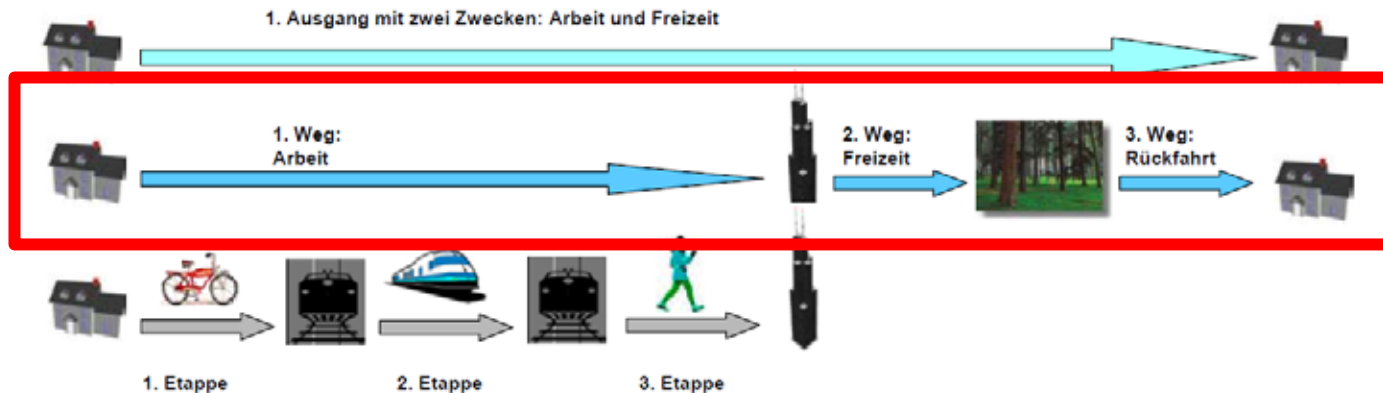 1. Ausgang mit zwei Zwecken: Arbeit und Freizeit
1. Weg:
Arbeit
2. Weg:
Freizeit
3. Weg:
Rückfahrt
1. Etappe
2. Etappe
3. Etappe